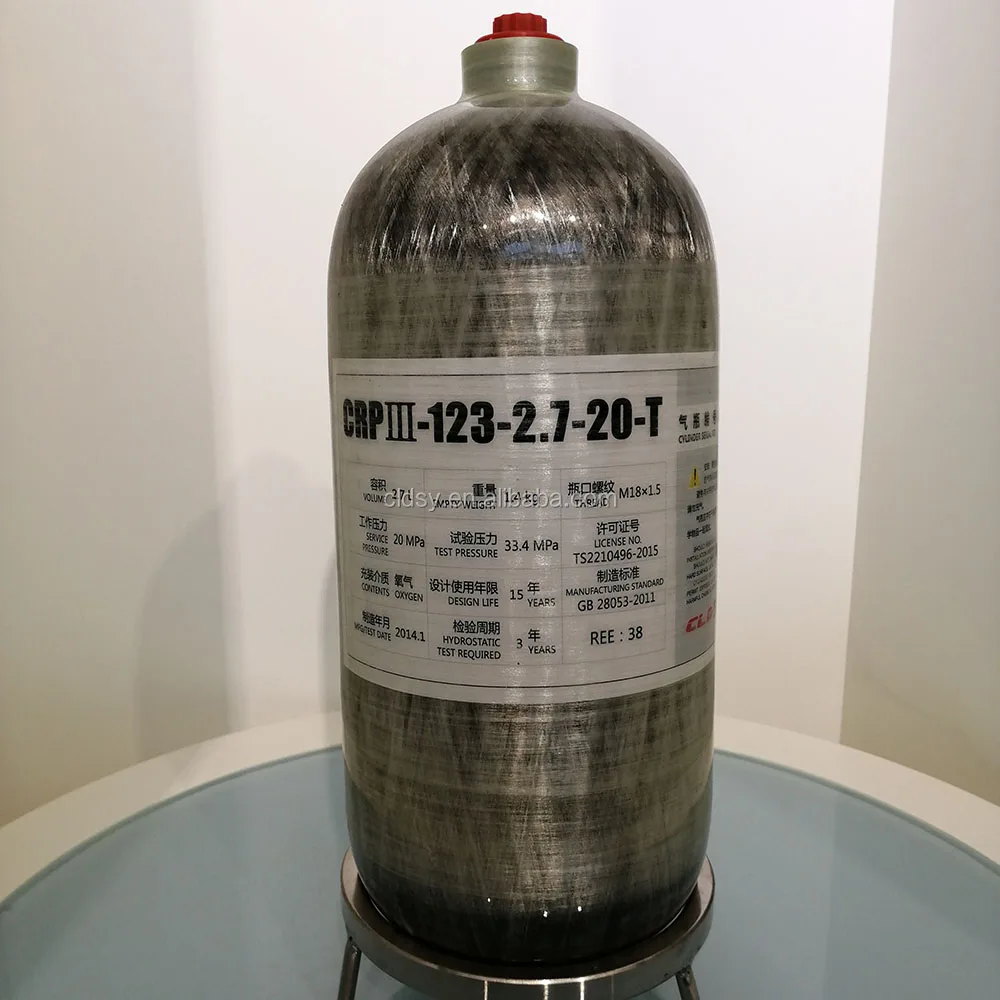 CRPⅢ-123-2.7-20-T
气瓶编号
容积
VOLUME 2.7 L
重量
EMPTY WEIGHT 1.4 kg
瓶口螺纹
THREAD M18×1.5
cldsy.en.alibaba.com
工作压力
SERVICE PRESSURE 20 MPa
试验压力
TEST PRESSURE 33.4 MPa
许可证号
LICENSE NO.
TS2210496-2015
充装介质 氧气
CONTENTS OXYGEN
设计使用年限 15 年
DESIGN LIFE YEARS
制造标准
MANUFACTURING STANDARD
GB 28053-2011
制造年月
MFG/TEST DATE 2014.1
检验周期 3 年
HYDROSTATIC YEARS
TEST REQUIRED
REE：38